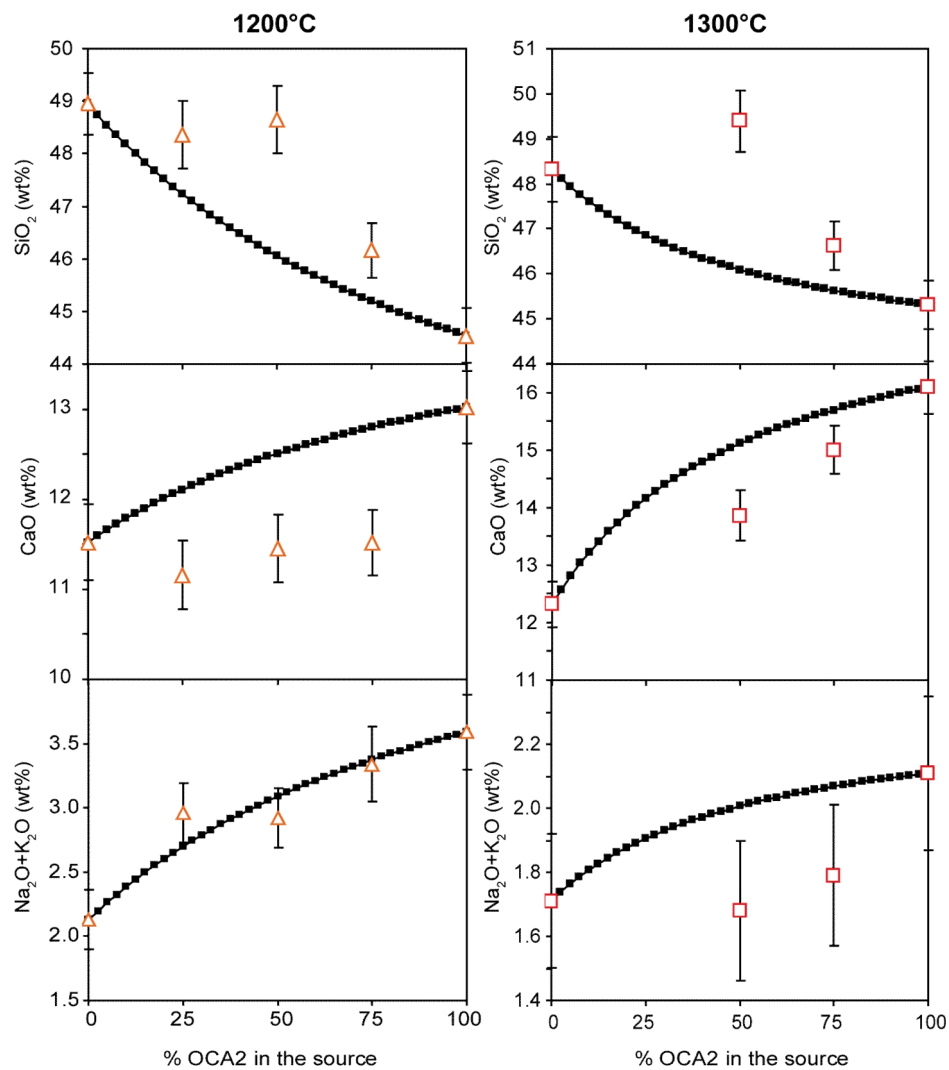 1200°C
1300°C
50
49
48
47
46
45
44
SiO2 (wt%)
51
50
49
48
47
46
45
44
SiO2 (wt%)
13
12
11
10
CaO (wt%)
16
15
14
13
12
11
CaO (wt%)
3.5
3.0
2.5
2.0
1.5
Na2O+K2O (wt%)
2.2
2.0
1.8
1.6
1.4
Na2O+K2O (wt%)
0 25 50 75 100
0 25 50 75 100
% OCA2 in the source
% OCA2 in the source